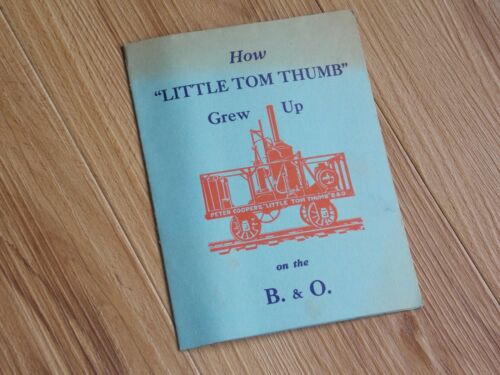 How
"LITTLE TOM THUMB"
Grew Up
PETER COOPER'S "LITTLE TOM THUMB" B&O
on the
B. & O.